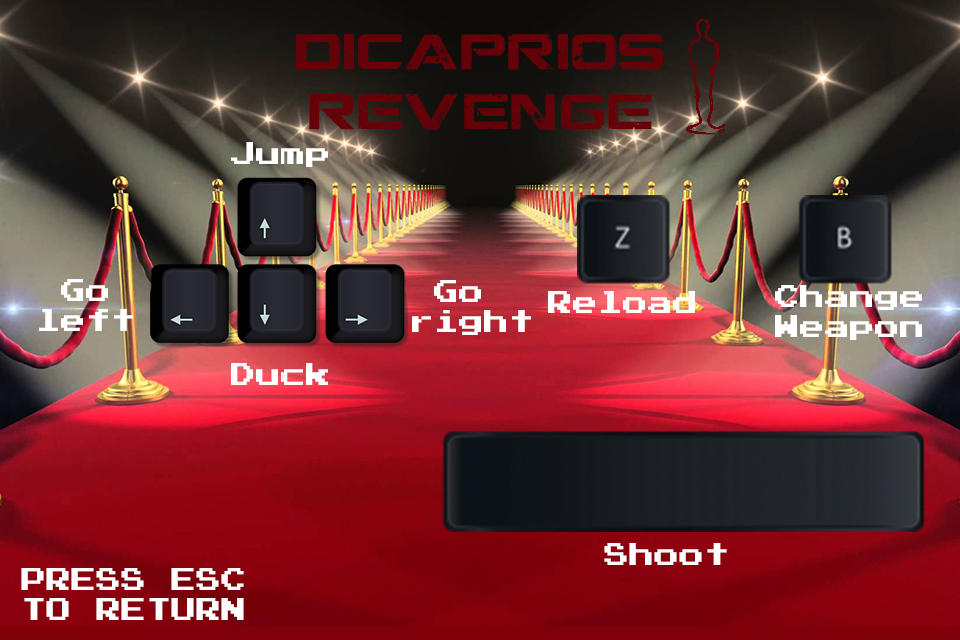 DICAPRIOS
REVENGE
Jump
↑
Z
B
Go
left
←
↓
→
Go
right
Reload
Change
Weapon
Duck
Shoot
PRESS ESC
TO RETURN